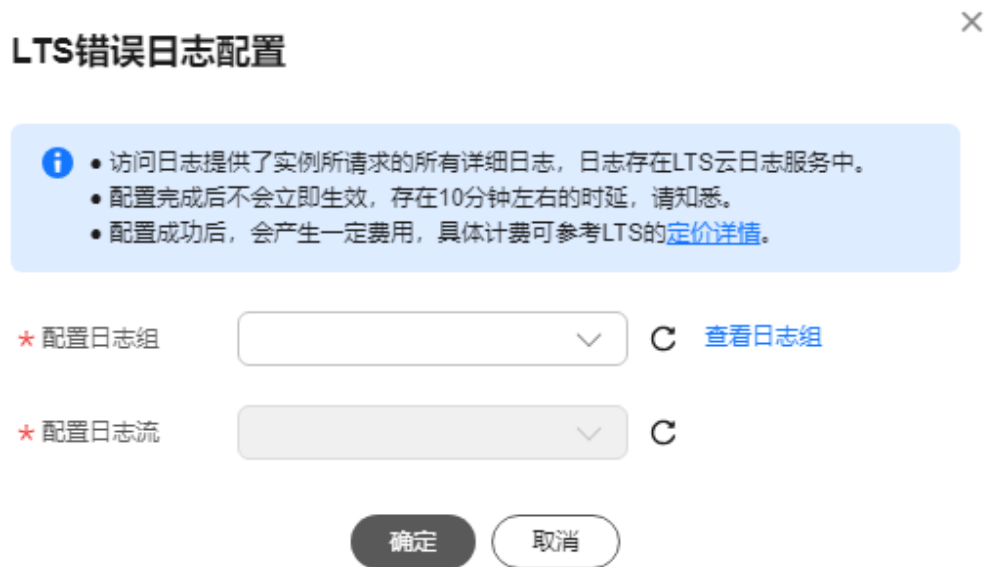 LTS错误日志配置
● 访问日志提供了实例所请求的所有详细日志，日志存在LTS云日志服务中。
● 配置完成后不会立即生效，存在10分钟左右的时延，请知悉。
● 配置成功后，会产生一定费用，具体计费可参考LTS的定价详情。
* 配置日志组 查看日志组
* 配置日志流
确定 取消